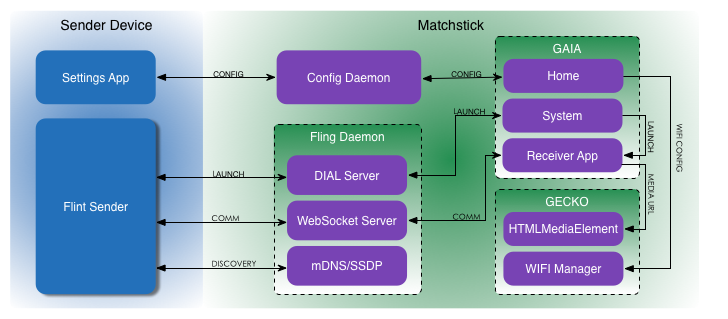 Sender Device
Matchstick
Settings App
CONFIG
Config Daemon
CONFIG
GAIA
Home
System
Receiver App
LAUNCH
LAUNCH
WIFI CONFIG
MEDIA URL
Flint Sender
Fling Daemon
LAUNCH
DIAL Server
COMM
WebSocket Server
COMM
DISCOVERY
mDNS/SSDP
GECKO
HTMLMediaElement
WIFI Manager